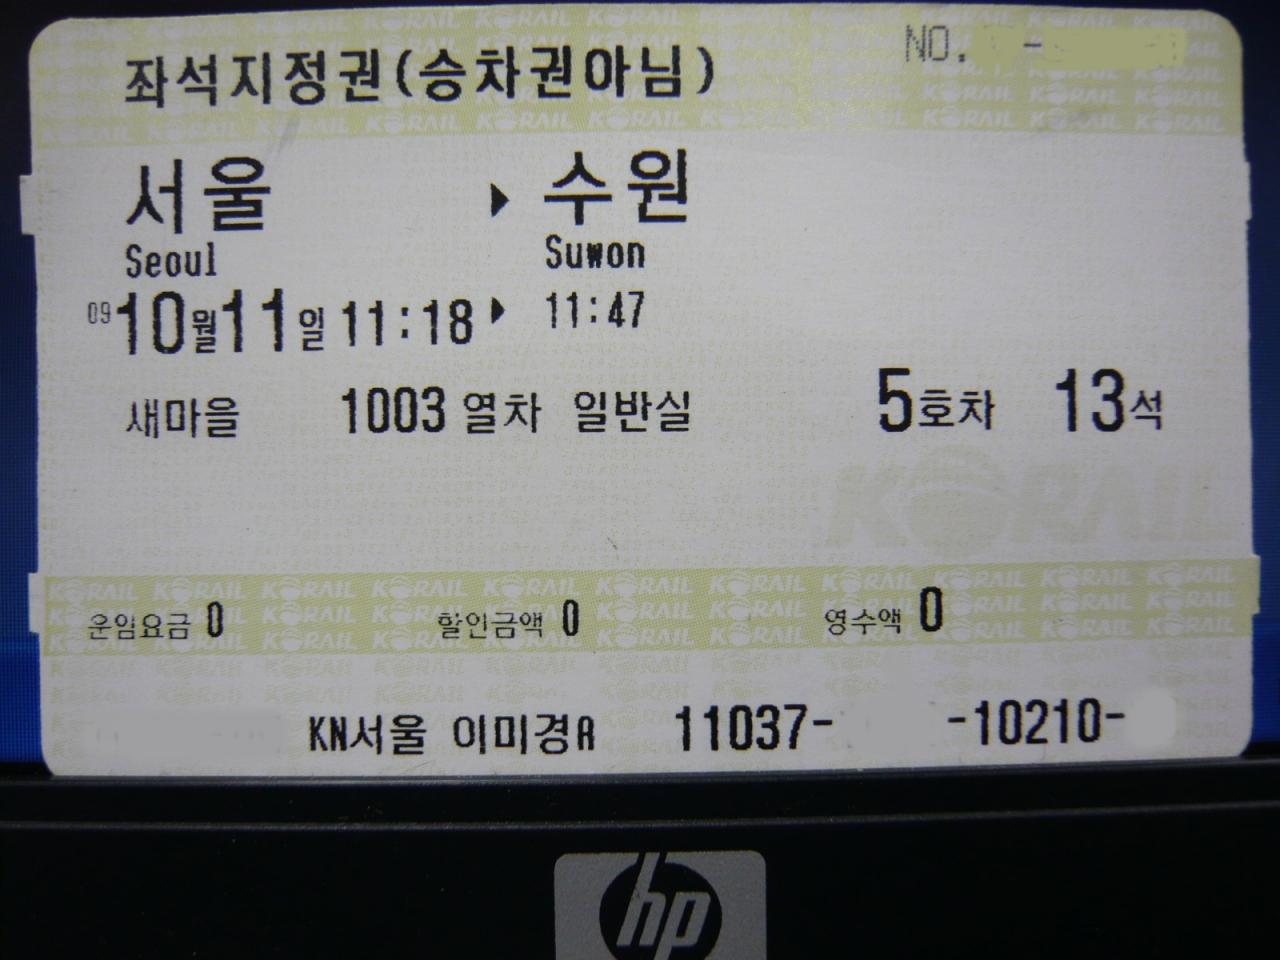 좌석지정권(승차권아님) NO. -
서울 ▶ 수원
Seoul Suwon
09 10월 11일 11:18 ▶ 11:47
새마을 1003 열차 일반실 5호차 13석
KORAIL
운임요금 0 할인금액 0 영수액 0
KN서울 이미경A 11037- -10210-
hp